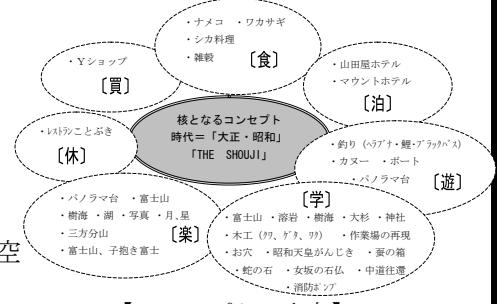 ・ナメコ ・ワカサギ
・シカ料理
・雑穀
〔食〕
・Yショップ
〔買〕
・山田屋ホテル
・マウントホテル
〔泊〕
核となるコンセプト
時代＝「大正・昭和」
「THE SHOUJI」
・ﾚｽﾄﾗﾝことぶき
〔休〕
・釣り（ﾍﾗﾌﾞﾅ・鯉・ﾌﾞﾗｯｸﾊﾞｽ）
・カヌー ・ボート
・パノラマ台
〔遊〕
・パノラマ台 ・富士山
・樹海 ・湖 ・写真 ・月、星
・三方分山
・富士山、子抱き富士
〔楽〕
〔学〕
・富士山 ・溶岩 ・樹海 ・大杉 ・神社
・木工（ｸﾜ、ｹﾞﾀ、ﾜｸ） ・作業場の再現
・お穴 ・昭和天皇がんじき ・蚕の箱
・蛇の石 ・女坂の石仏 ・中道往還
・消防ﾎﾟﾝﾌﾟ
空